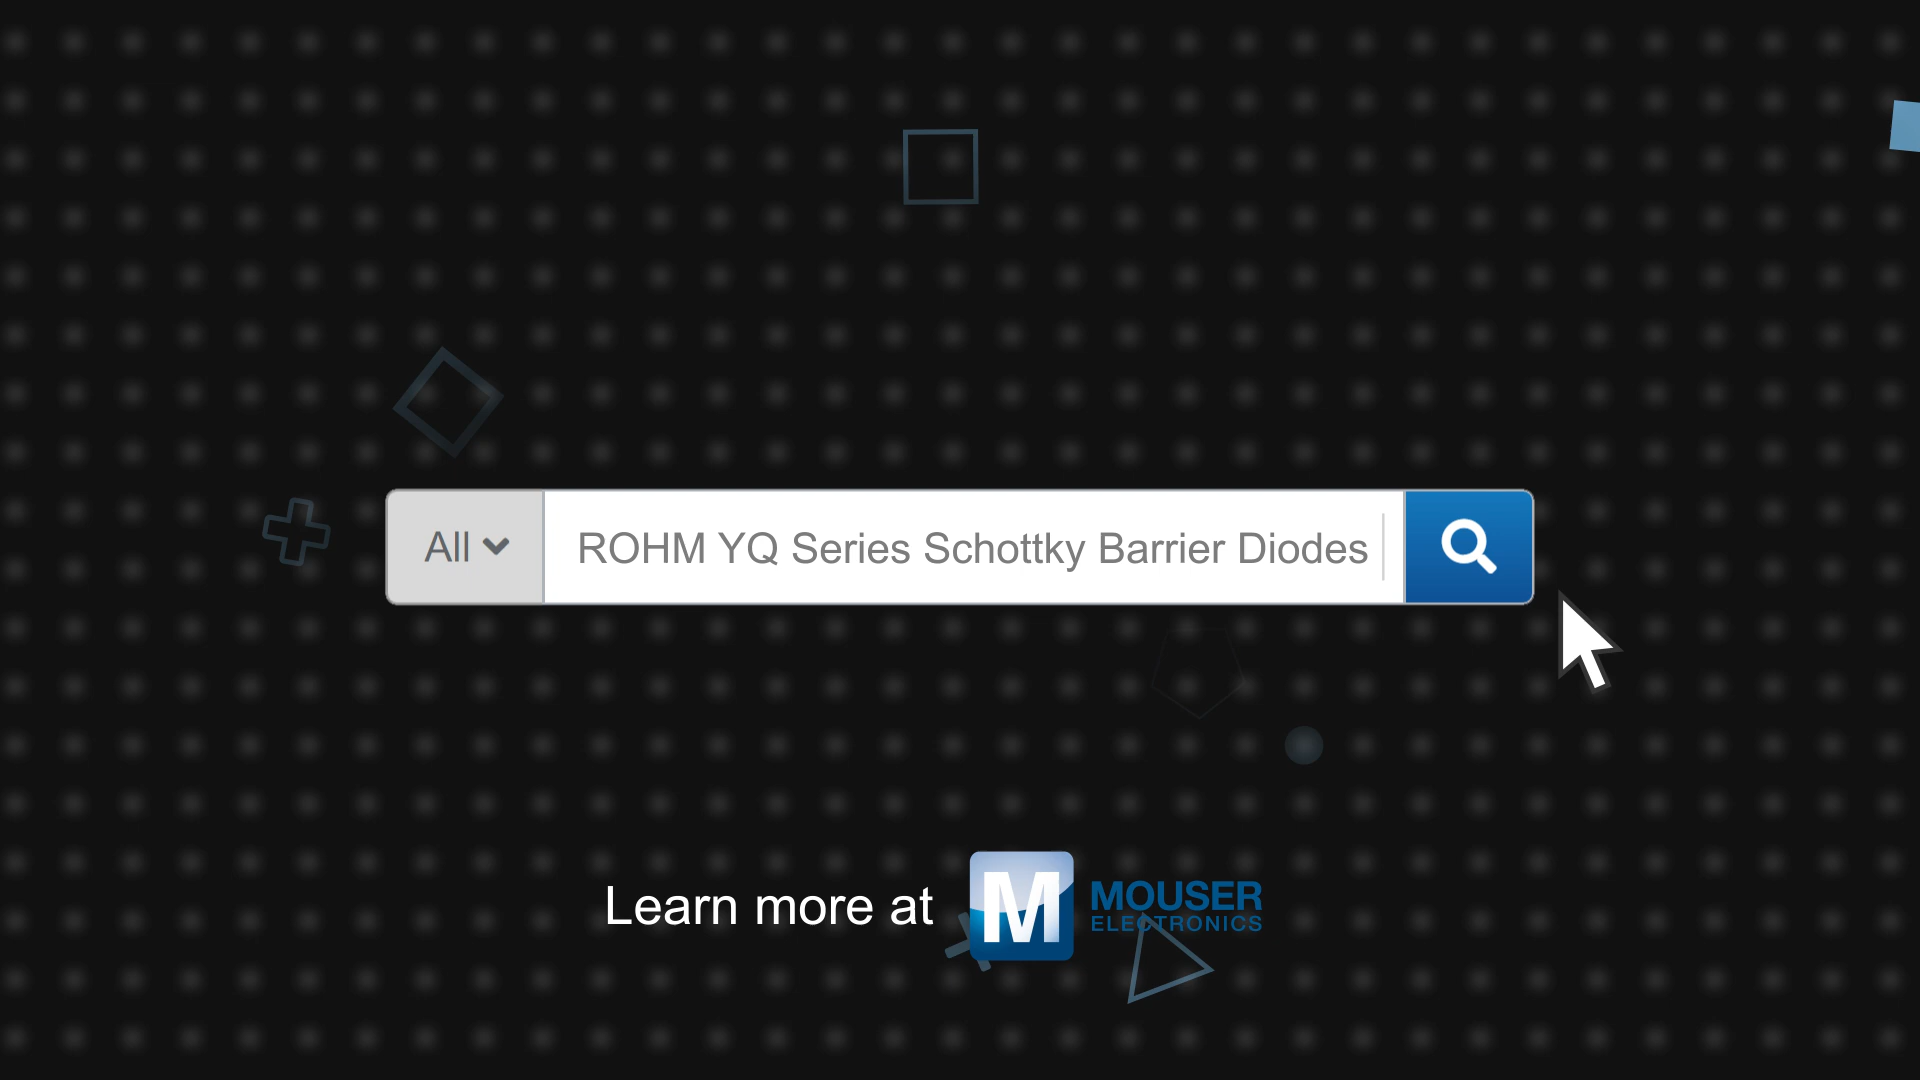 All
ROHM YQ Series Schottky Barrier Diodes
Learn more at
M
MOUSER
ELECTRONICS